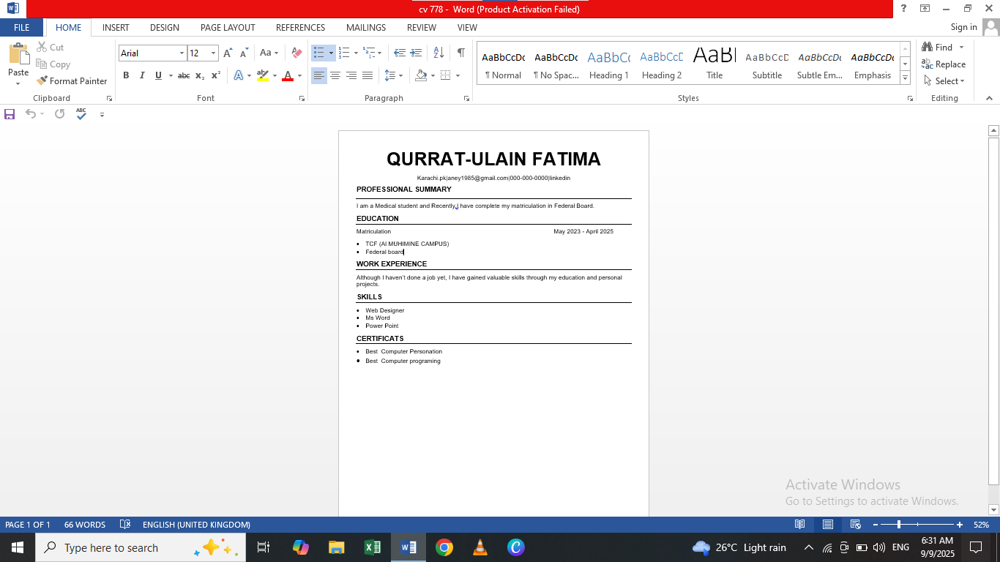 cv 778 - Word (Product Activation Failed)
FILE HOME INSERT DESIGN PAGE LAYOUT REFERENCES MAILINGS REVIEW VIEW Sign in
Paste
Cut
Copy
Format Painter
Clipboard
Arial 12
Font
Paragraph
AaBbCcDc AaBbCcDc AaBbCc AaBbCcD AaBl AaBbCcD AaBbCcDc AaBbCcDc
¶ Normal ¶ No Spac... Heading 1 Heading 2 Title Subtitle Subtle Em... Emphasis
Styles
Find
Replace
Select
Editing
QURRAT-ULAIN FATIMA
Karachi.pk|aney1985@gmail.com|000-000-0000|linkedin
PROFESSIONAL SUMMARY
I am a Medical student and Recently,I have complete my matriculation in Federal Board.
EDUCATION
Matriculation May 2023 - April 2025
• TCF (Al MUHIMINE CAMPUS)
• Federal board
WORK EXPERIENCE
Although I haven't done a job yet, I have gained valuable skills through my education and personal
projects.
SKILLS
• Web Designer
• Ms Word
• Power Point
CERTIFICATS
• Best Computer Personation
• Best Computer programing
Activate Windows
Go to Settings to activate Windows.
PAGE 1 OF 1 66 WORDS ENGLISH (UNITED KINGDOM) 52%
Type here to search
26°C Light rain
ENG
6:31 AM
9/9/2025